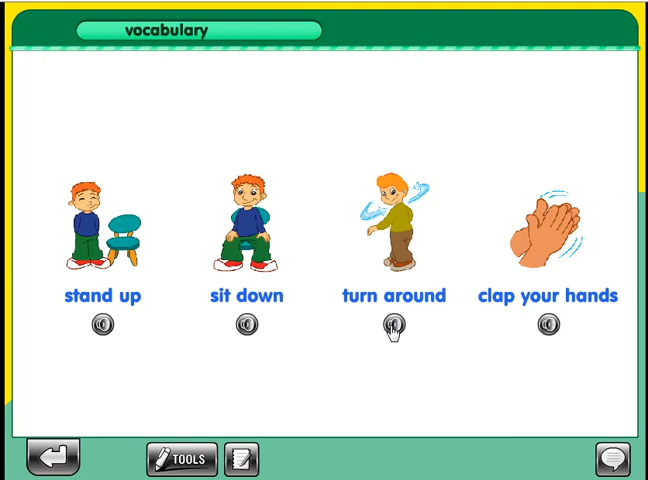 vocabulary
stand up
sit down
turn around
clap your hands
TOOLS